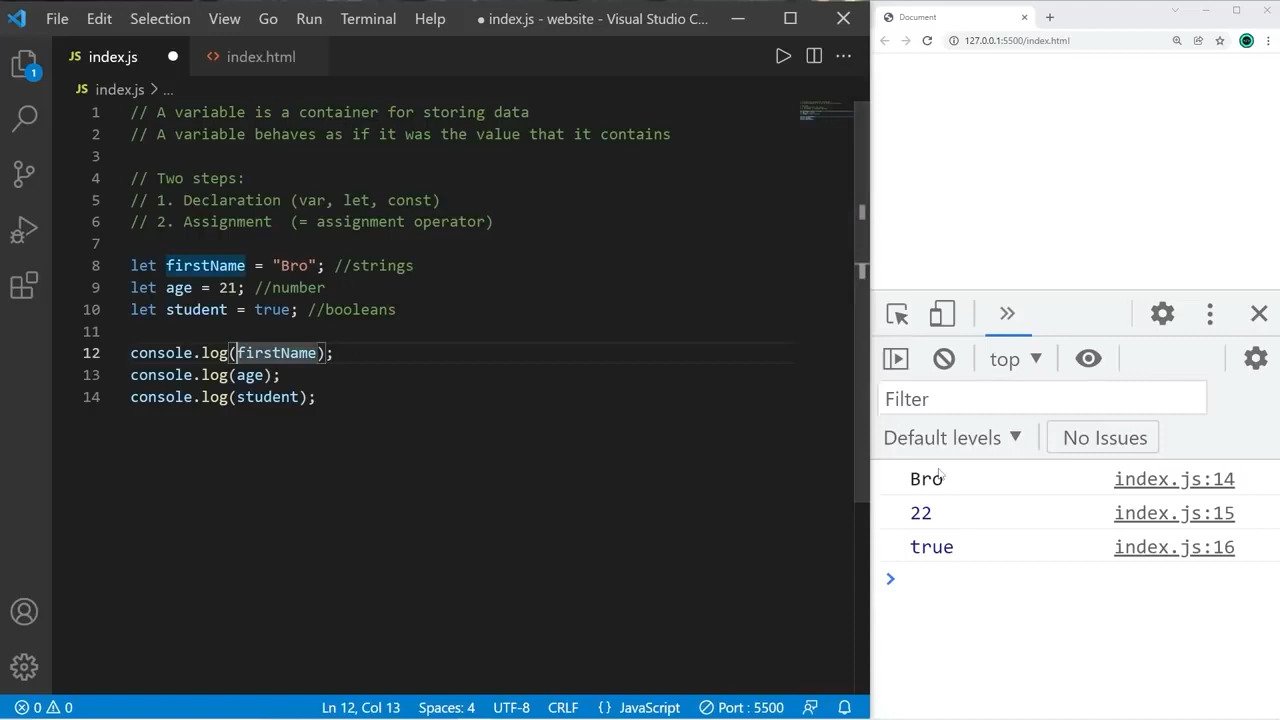 File Edit Selection View Go Run Terminal Help ● index.js - website - Visual Studio C...
JS index.js ● <> index.html
JS index.js > ...
1 // A variable is a container for storing data
2 // A variable behaves as if it was the value that it contains
3
4 // Two steps:
5 // 1. Declaration (var, let, const)
6 // 2. Assignment  (= assignment operator)
7
8 let firstName = "Bro"; //strings
9 let age = 21; //number
10 let student = true; //booleans
11
12 console.log(firstName);
13 console.log(age);
14 console.log(student);
1
0 0 Ln 12, Col 13 Spaces: 4 UTF-8 CRLF {} JavaScript Port : 5500
Document
127.0.0.1:5500/index.html
top
Filter
Default levels No Issues
Bro index.js:14
22 index.js:15
true index.js:16